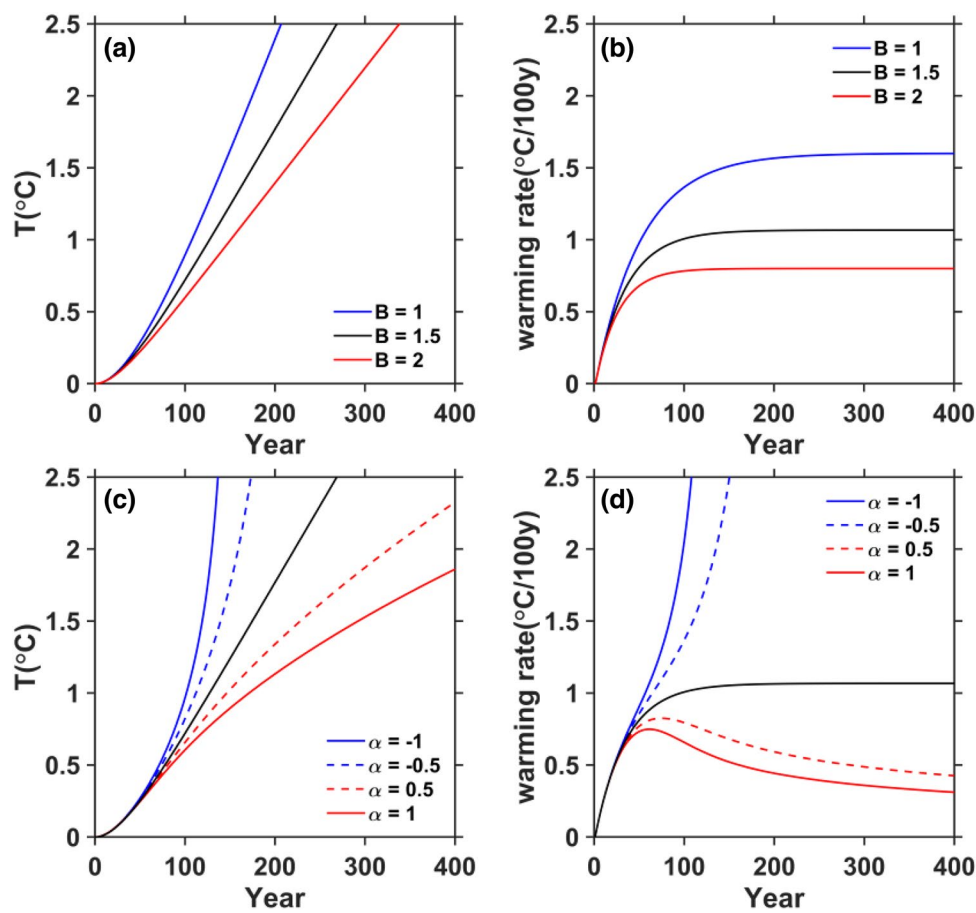 (a)
T(°C)
2.5
2
1.5
1
0.5
0
B = 1
B = 1.5
B = 2
0 100 200 300 400
Year
(b)
warming rate(°C/100y)
2.5
2
1.5
1
0.5
0
B = 1
B = 1.5
B = 2
0 100 200 300 400
Year
(c)
T(°C)
2.5
2
1.5
1
0.5
0
α = -1
α = -0.5
α = 0.5
α = 1
0 100 200 300 400
Year
(d)
warming rate(°C/100y)
2.5
2
1.5
1
0.5
0
α = -1
α = -0.5
α = 0.5
α = 1
0 100 200 300 400
Year